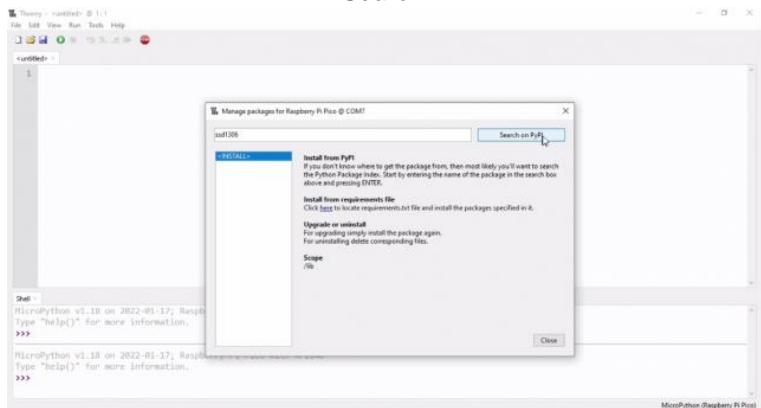 Thonny - <untitled> @ 1:1
File Edit View Run Tools Help
<untitled>
1
Manage packages for Raspberry Pi Pico @ COM7
ssd1306
Search on PyPI
<INSTALL>
Install from PyPI
If you don't know where to get the package from, then most likely you'll want to search
the Python Package Index. Start by entering the name of the package in the search box
above and pressing ENTER.
Install from requirements file
Click here to locate requirements.txt file and install the packages specified in it.
Upgrade or uninstall
For upgrading simply install the package again.
For uninstalling delete corresponding files.
Scope
/lib
Close
Shell
MicroPython v1.18 on 2022-01-17; Raspb
Type "help()" for more information.
>>>
MicroPython v1.18 on 2022-01-17; Raspb
Type "help()" for more information.
>>>
MicroPython (Raspberry Pi Pico)